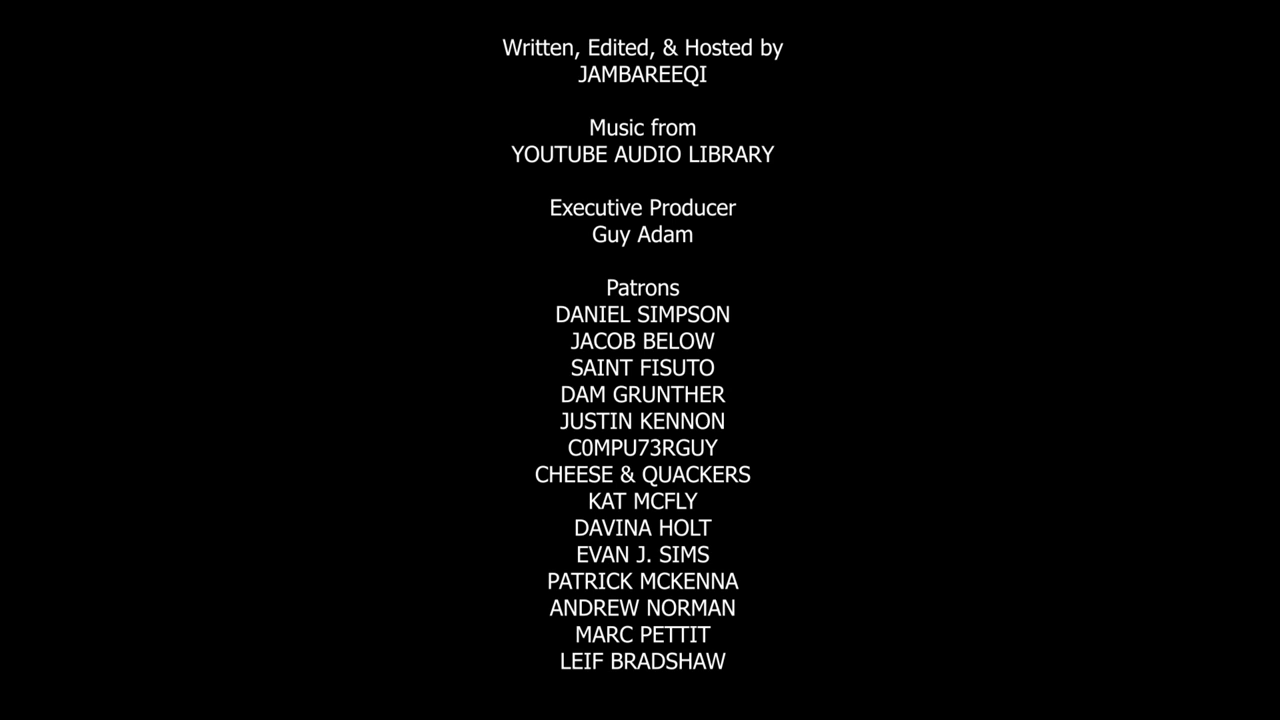 Written, Edited, & Hosted by
JAMBAREEQI
Music from
YOUTUBE AUDIO LIBRARY
Executive Producer
Guy Adam
Patrons
DANIEL SIMPSON
JACOB BELOW
SAINT FISUTO
DAM GRUNTHER
JUSTIN KENNON
C0MPU73RGUY
CHEESE & QUACKERS
KAT MCFLY
DAVINA HOLT
EVAN J. SIMS
PATRICK MCKENNA
ANDREW NORMAN
MARC PETTIT
LEIF BRADSHAW